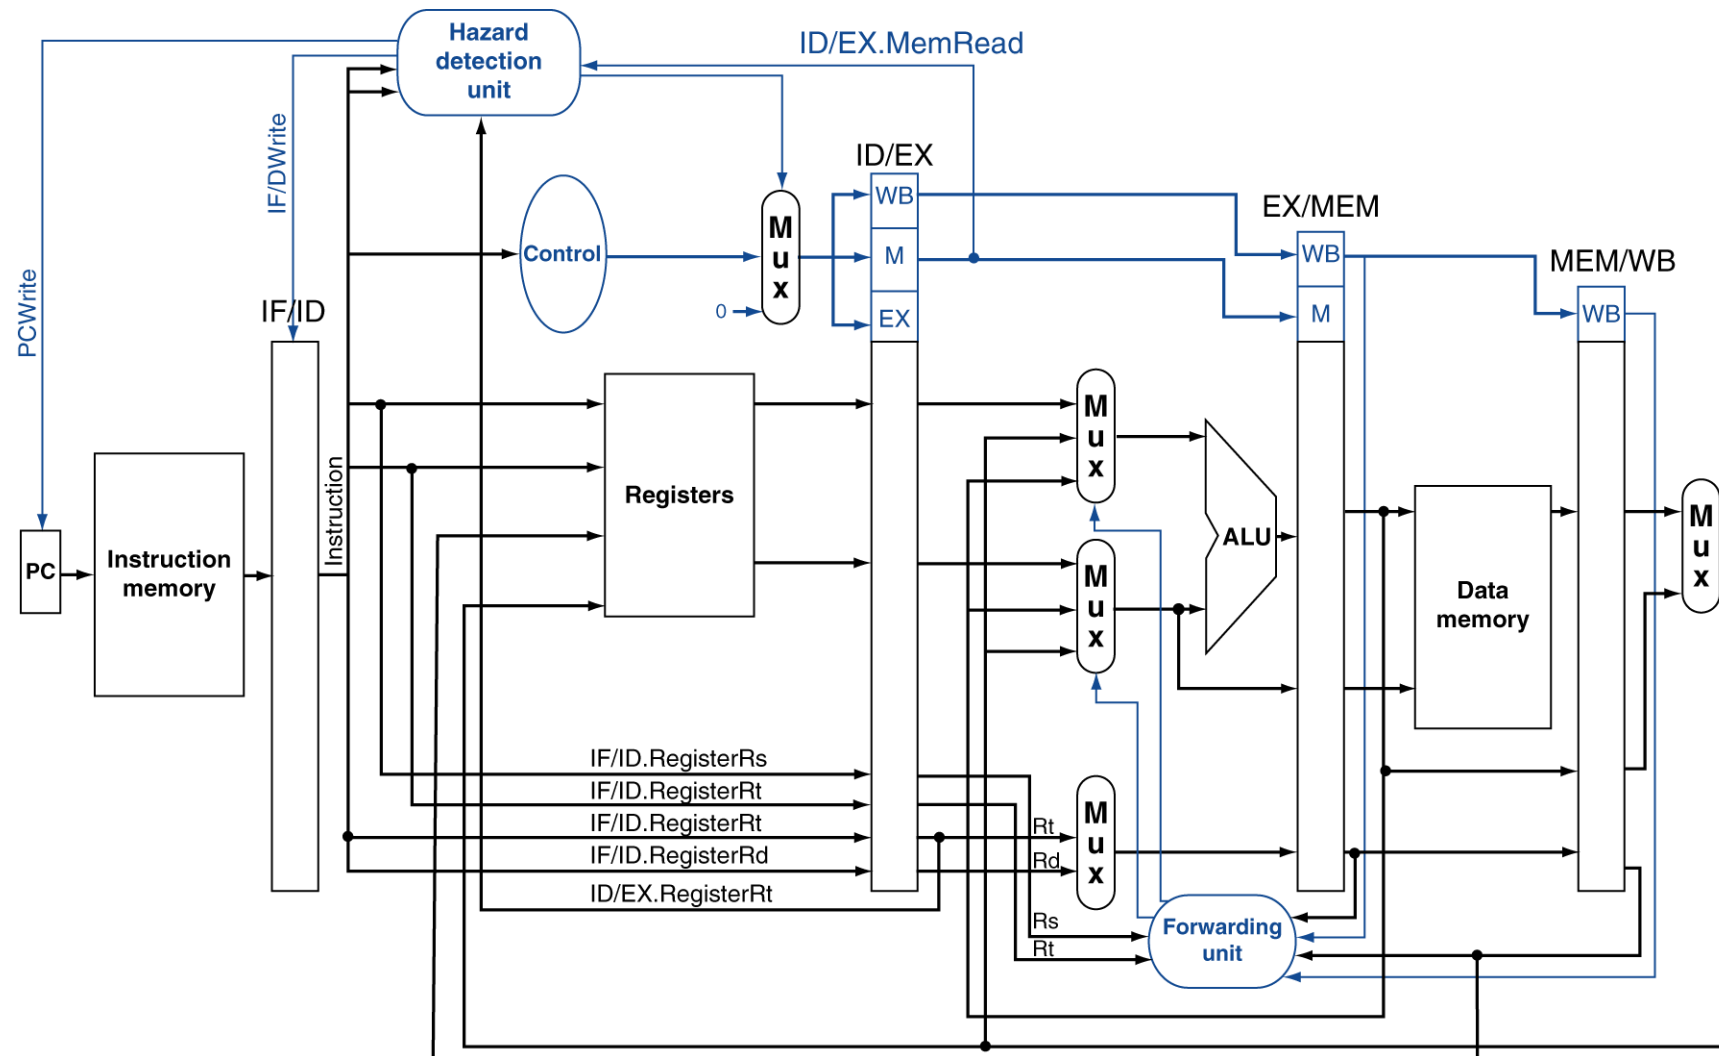 Hazard
detection
unit
ID/EX.MemRead
IF/DWrite
PCWrite
ID/EX
WB
M
EX
Control
0
M
u
x
EX/MEM
WB
M
MEM/WB
WB
IF/ID
Instruction
PC
Instruction
memory
Registers
M
u
x
M
u
x
ALU
Data
memory
M
u
x
IF/ID.RegisterRs
IF/ID.RegisterRt
IF/ID.RegisterRt
IF/ID.RegisterRd
ID/EX.RegisterRt
Rt
Rd
M
u
x
Rs
Rt
Forwarding
unit